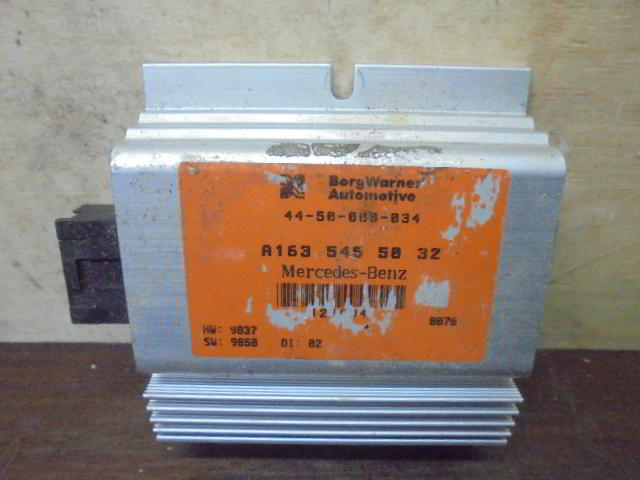 BorgWarner
Automotive
44-50-000-034
A163 545 50 32
Mercedes-Benz
0076
HW: 9837
SW: 9850 DI: 02